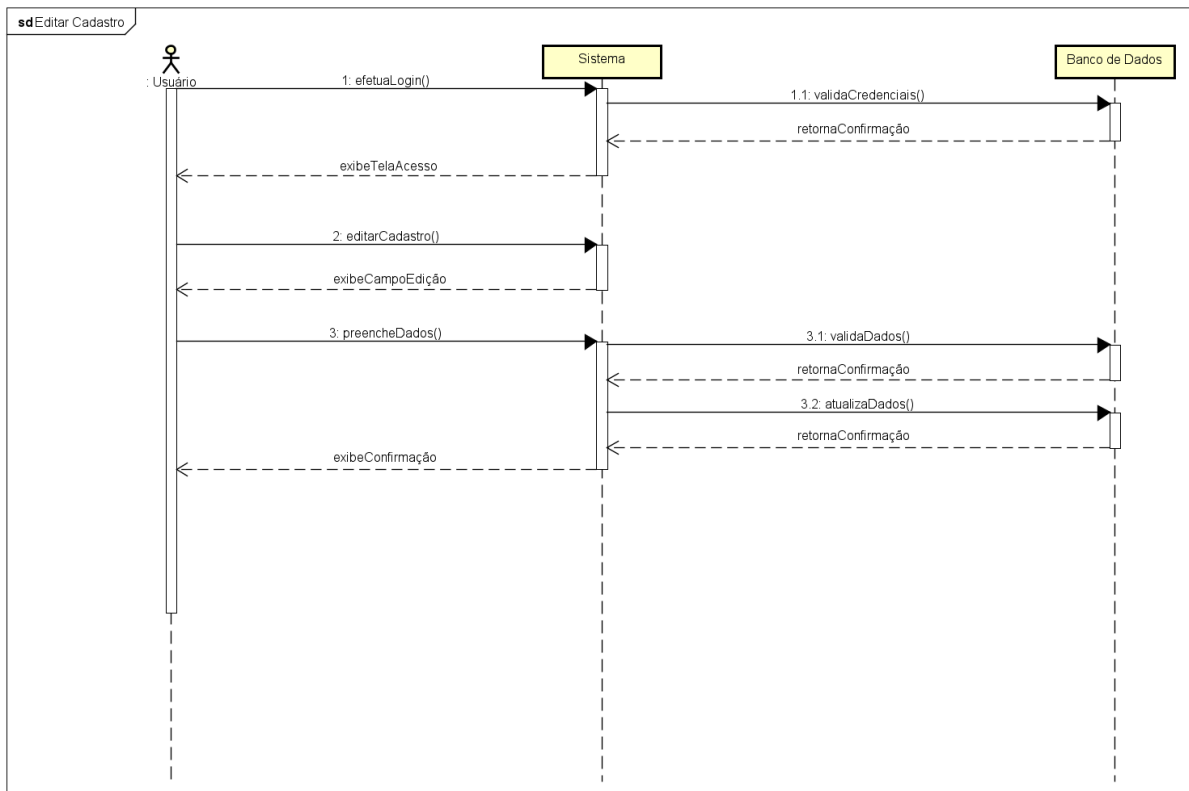 sd Editar Cadastro
: Usuário
Sistema
Banco de Dados
1: efetuaLogin()
1.1: validaCredenciais()
retornaConfirmação
exibeTelaAcesso
2: editarCadastro()
exibeCampoEdição
3: preencheDados()
3.1: validaDados()
retornaConfirmação
3.2: atualizaDados()
retornaConfirmação
exibeConfirmação